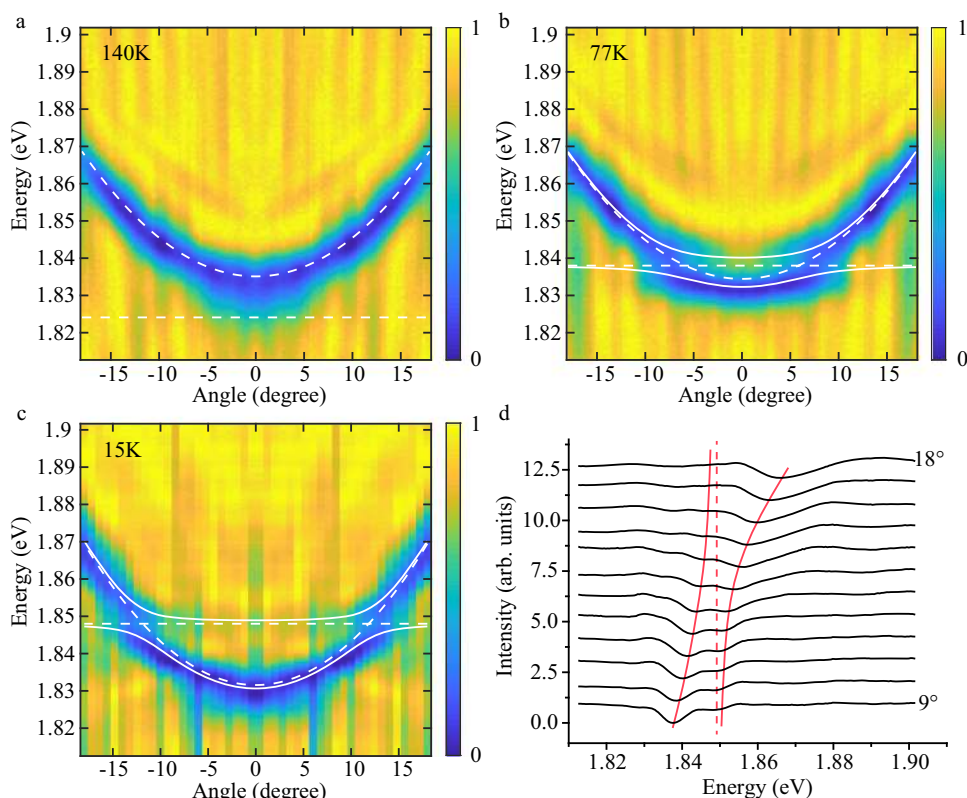 a
140K
1.9
1.89
1.88
1.87
1.86
1.85
1.84
1.83
1.82
Energy (eV)
-15 -10 -5 0 5 10 15
Angle (degree)
1
0
b
77K
1.9
1.89
1.88
1.87
1.86
1.85
1.84
1.83
1.82
Energy (eV)
-15 -10 -5 0 5 10 15
Angle (degree)
1
0
c
15K
1.9
1.89
1.88
1.87
1.86
1.85
1.84
1.83
1.82
Energy (eV)
-15 -10 -5 0 5 10 15
Angle (degree)
1
0
d
12.5
10.0
7.5
5.0
2.5
0.0
Intensity (arb. units)
18°
9°
1.82 1.84 1.86 1.88 1.90
Energy (eV)